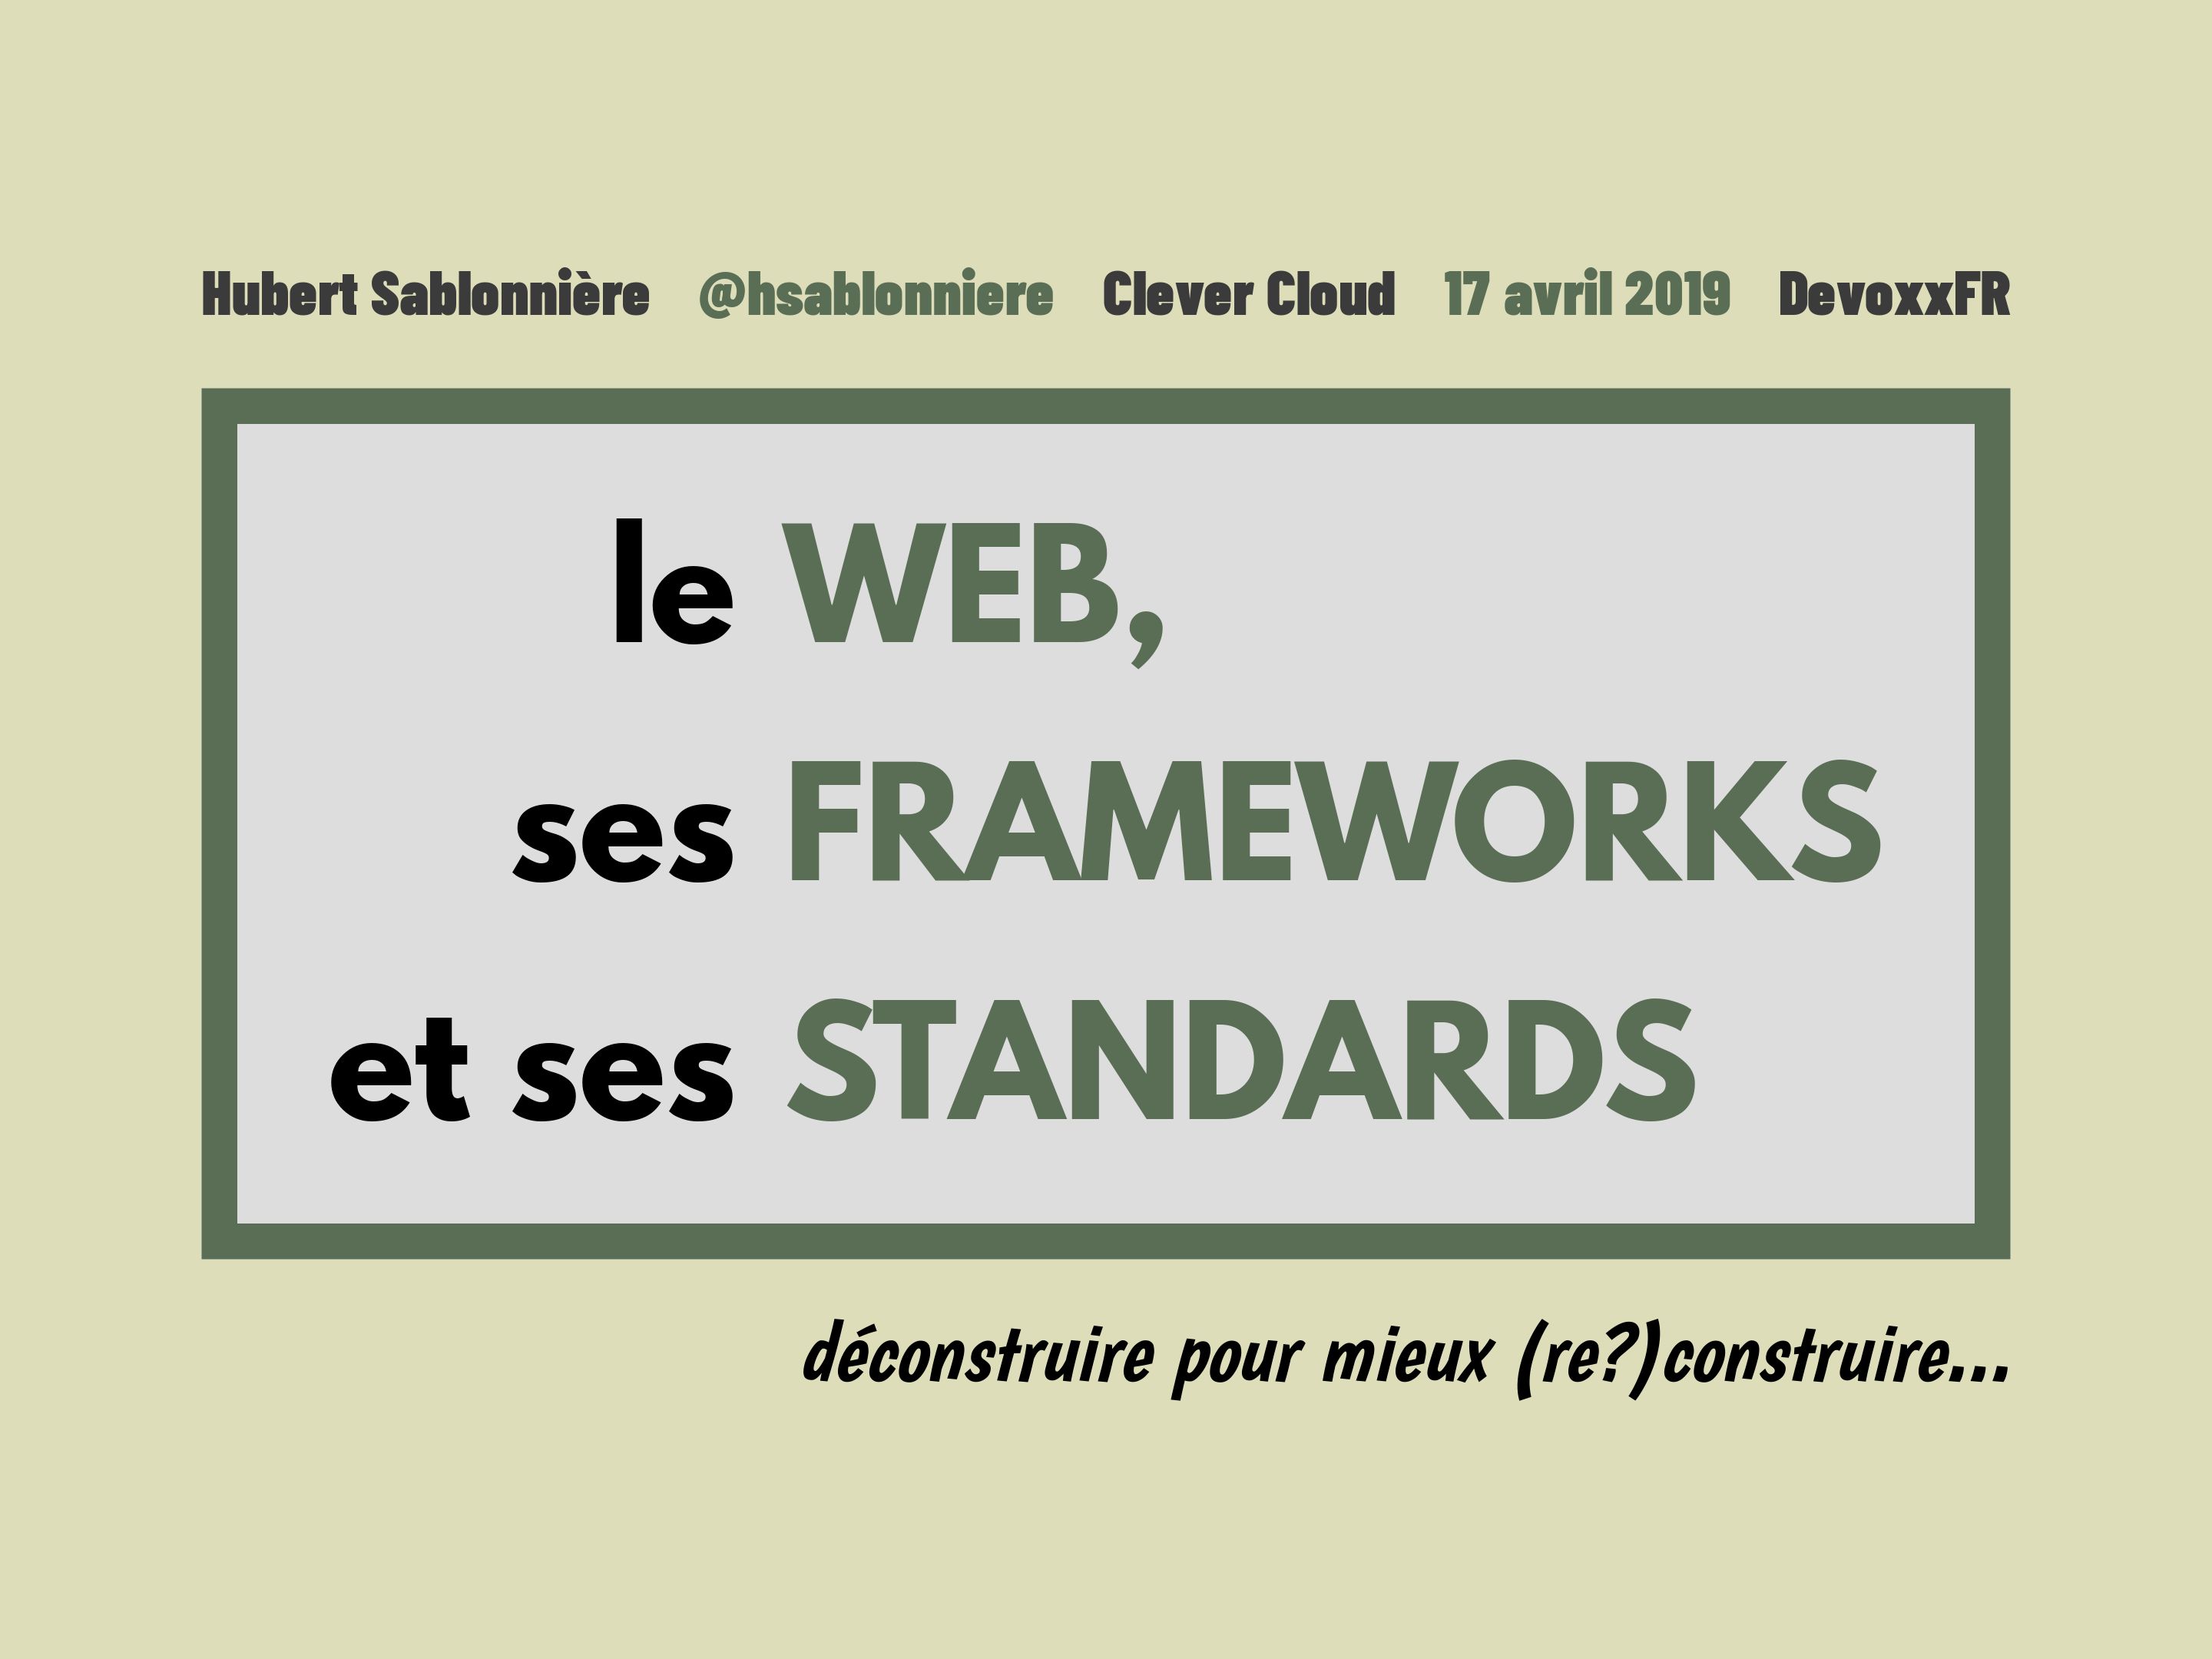 Hubert Sablonnière @hsablonniere Clever Cloud 17 avril 2019 DevoxxFR
le WEB,
ses FRAMEWORKS
et ses STANDARDS
déconstruire pour mieux (re?)construire...